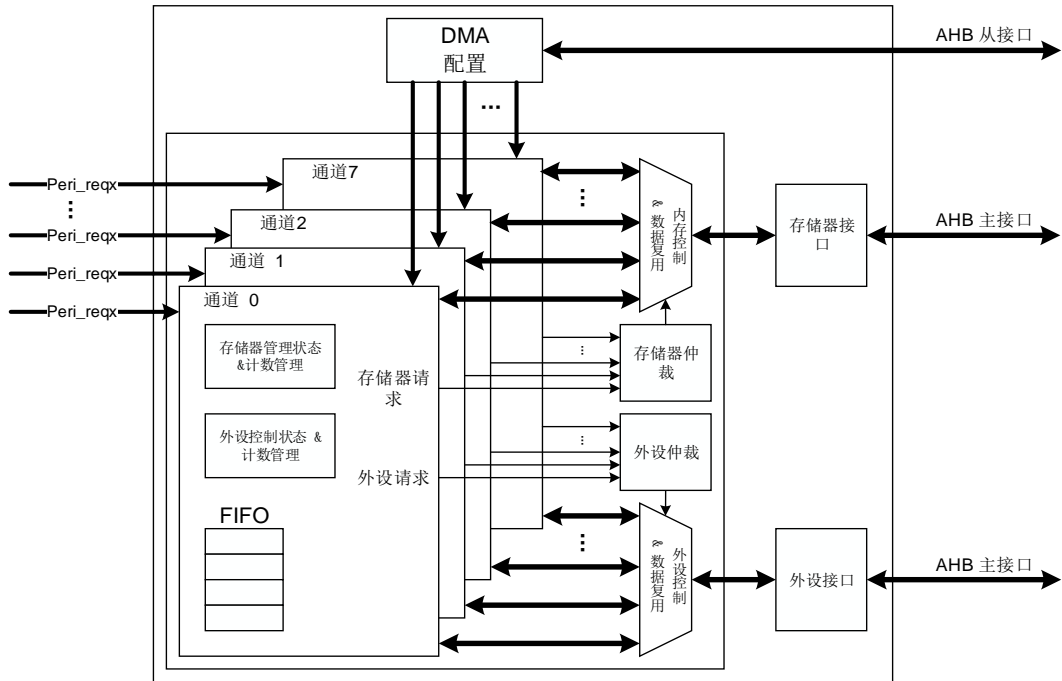 DMA
配置
AHB 从接口
...
通道7
Peri_reqx
...
通道2
Peri_reqx
通道 1
Peri_reqx
通道 0
Peri_reqx
...
内存控制
& 数据复用
存储器接
口
AHB 主接口
存储器管理状态
&计数管理
存储器请
求
...
存储器仲
裁
外设控制状态 &
计数管理
外设请求
...
外设仲裁
FIFO
...
外设控制
& 数据复用
外设接口
AHB 主接口